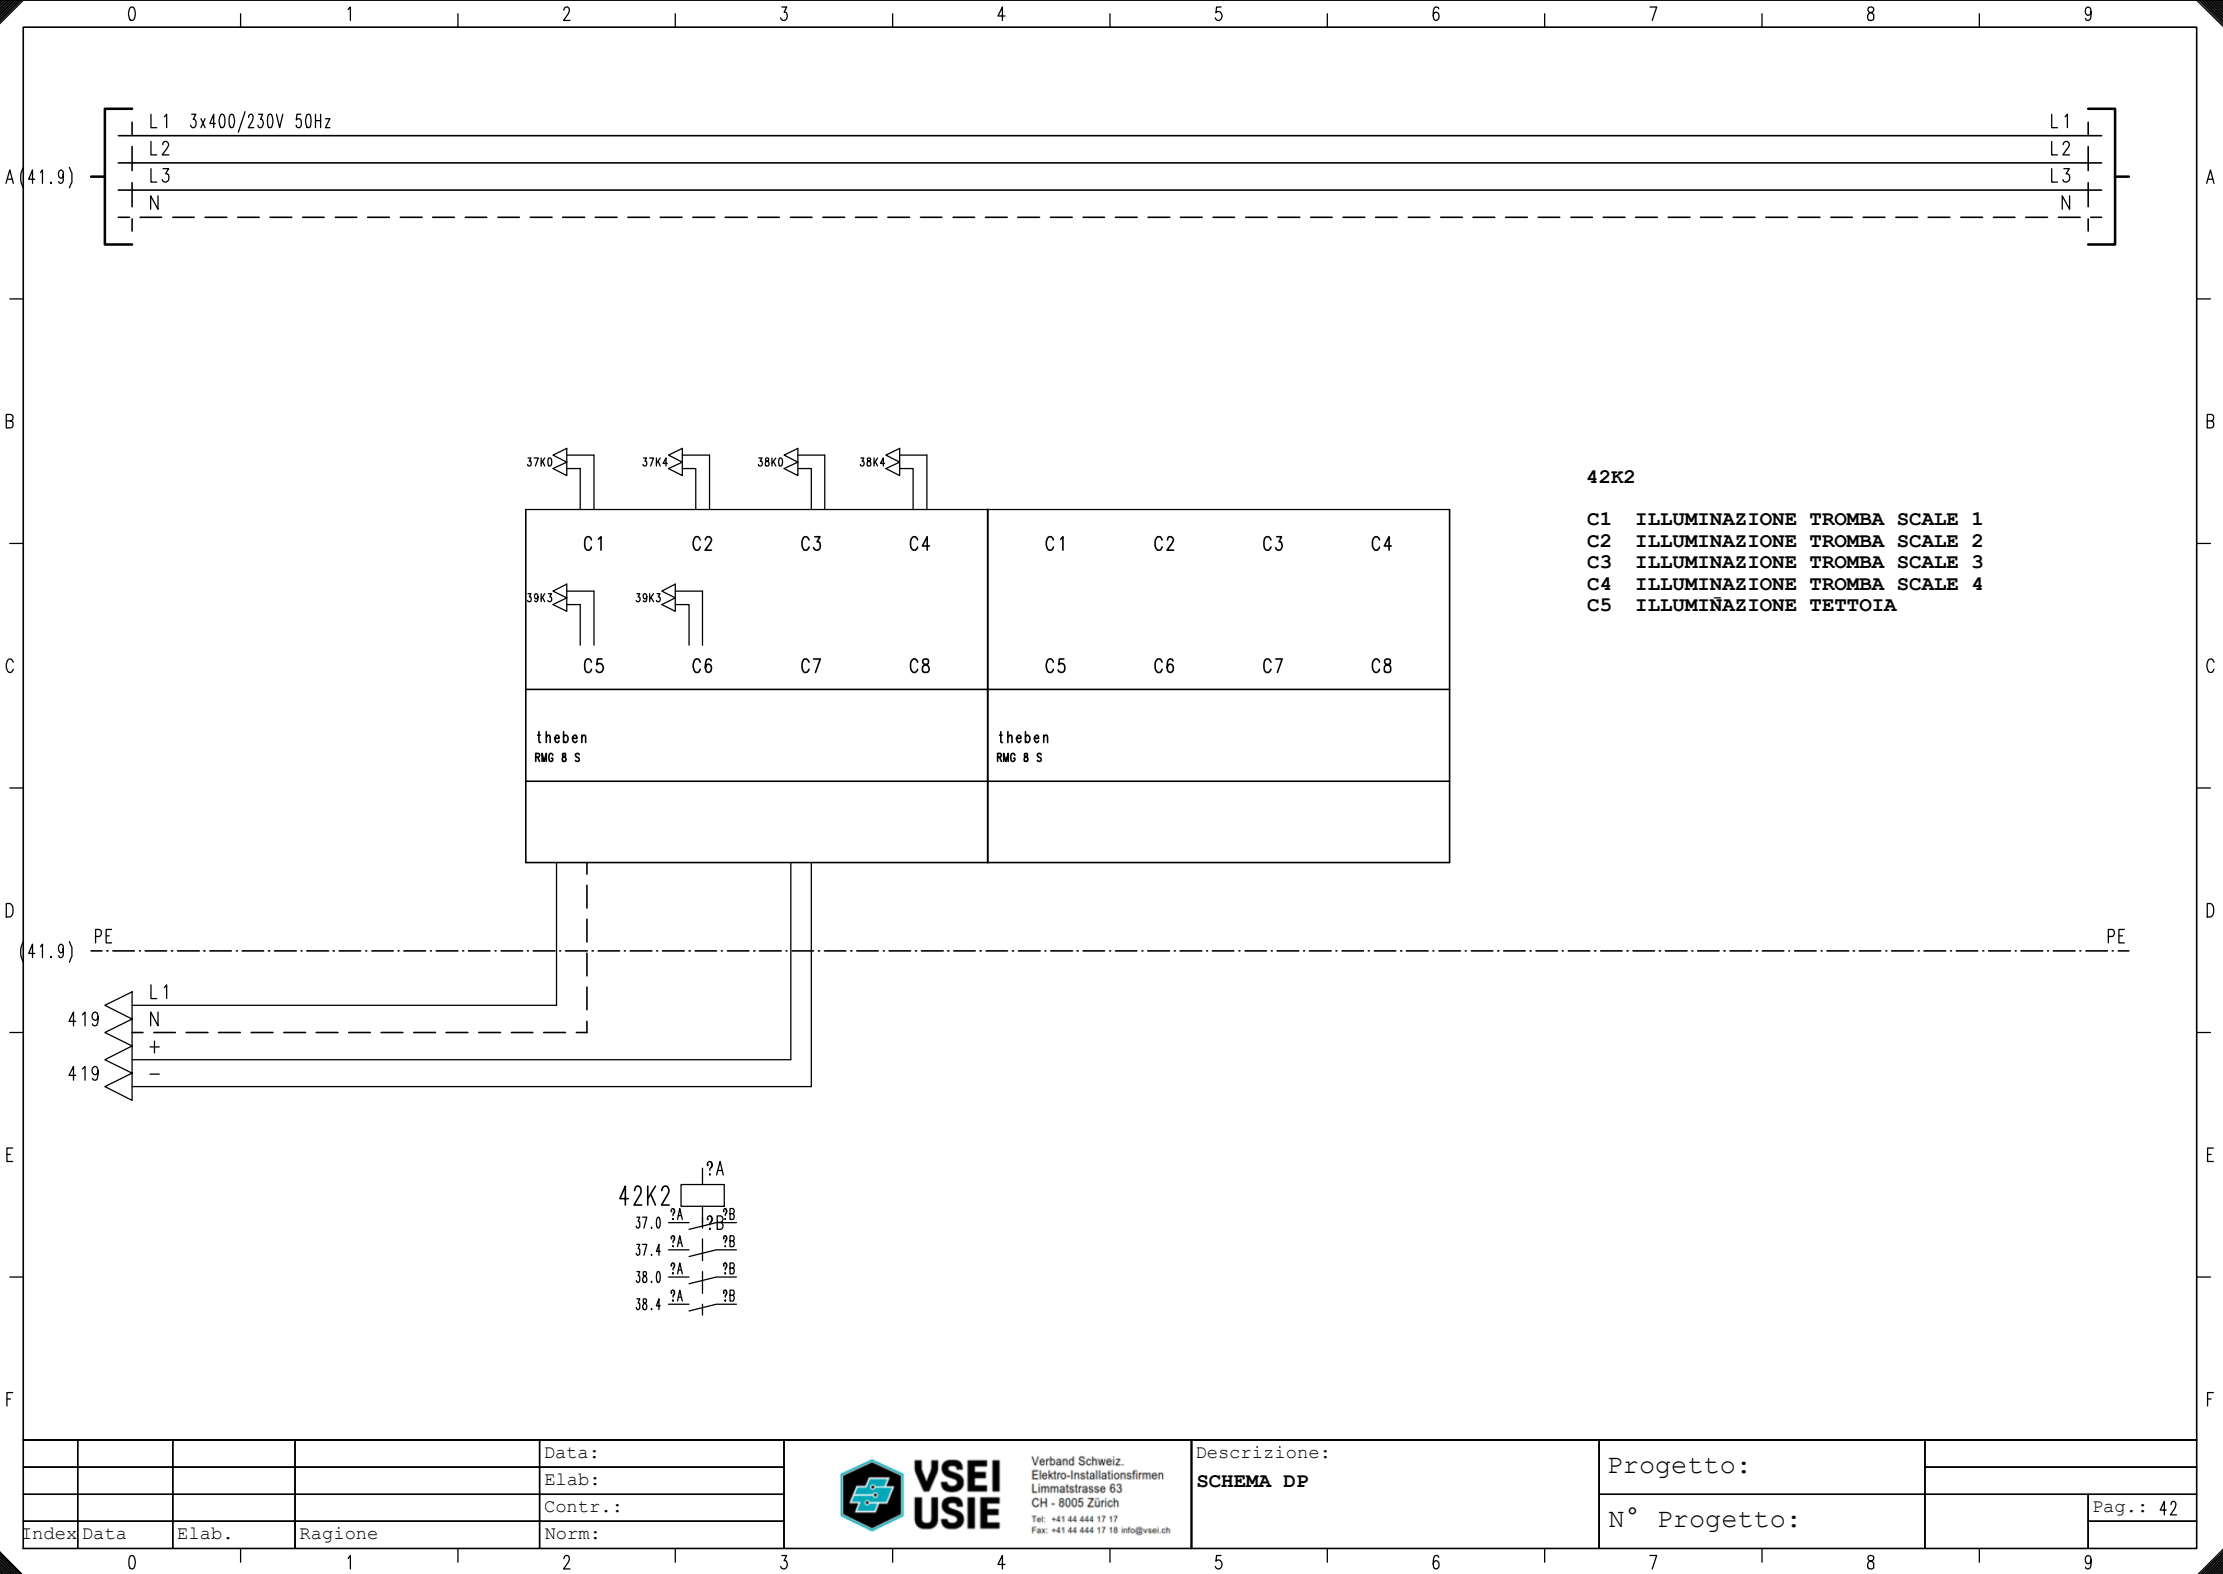 0 1 2 3 4 5 6 7 8 9
L1 3x400/230V 50Hz L1
L2 L2
A (41.9) L3 L3 A
N N
B B
37K0 37K4 38K0 38K4
42K2
C1 ILLUMINAZIONE TROMBA SCALE 1
C2 ILLUMINAZIONE TROMBA SCALE 2
C3 ILLUMINAZIONE TROMBA SCALE 3
C4 ILLUMINAZIONE TROMBA SCALE 4
C5 ILLUMINAZIONE TETTOIA
C1 C2 C3 C4 C1 C2 C3 C4
39K3 39K3
C C5 C6 C7 C8 C5 C6 C7 C8 C
theben theben
RMG 8 S RMG 8 S
D D
PE PE
(41.9)
L1
419 N
+
419 -
E E
?A
42K2
?B
37.0 ?A ?B
37.4 ?A ?B
38.0 ?A ?B
38.4 ?A ?B
F F
Data:
Elab:
Contr.:
Index Data Elab. Ragione Norm:
VSEI
USIE
Verband Schweiz.
Elektro-Installationsfirmen
Limmatstrasse 63
CH - 8005 Zürich
Tel: +41 44 444 17 17
Fax: +41 44 444 17 18 info@vsei.ch
Descrizione:
SCHEMA DP
Progetto:
N° Progetto:
Pag.: 42
0 1 2 3 4 5 6 7 8 9